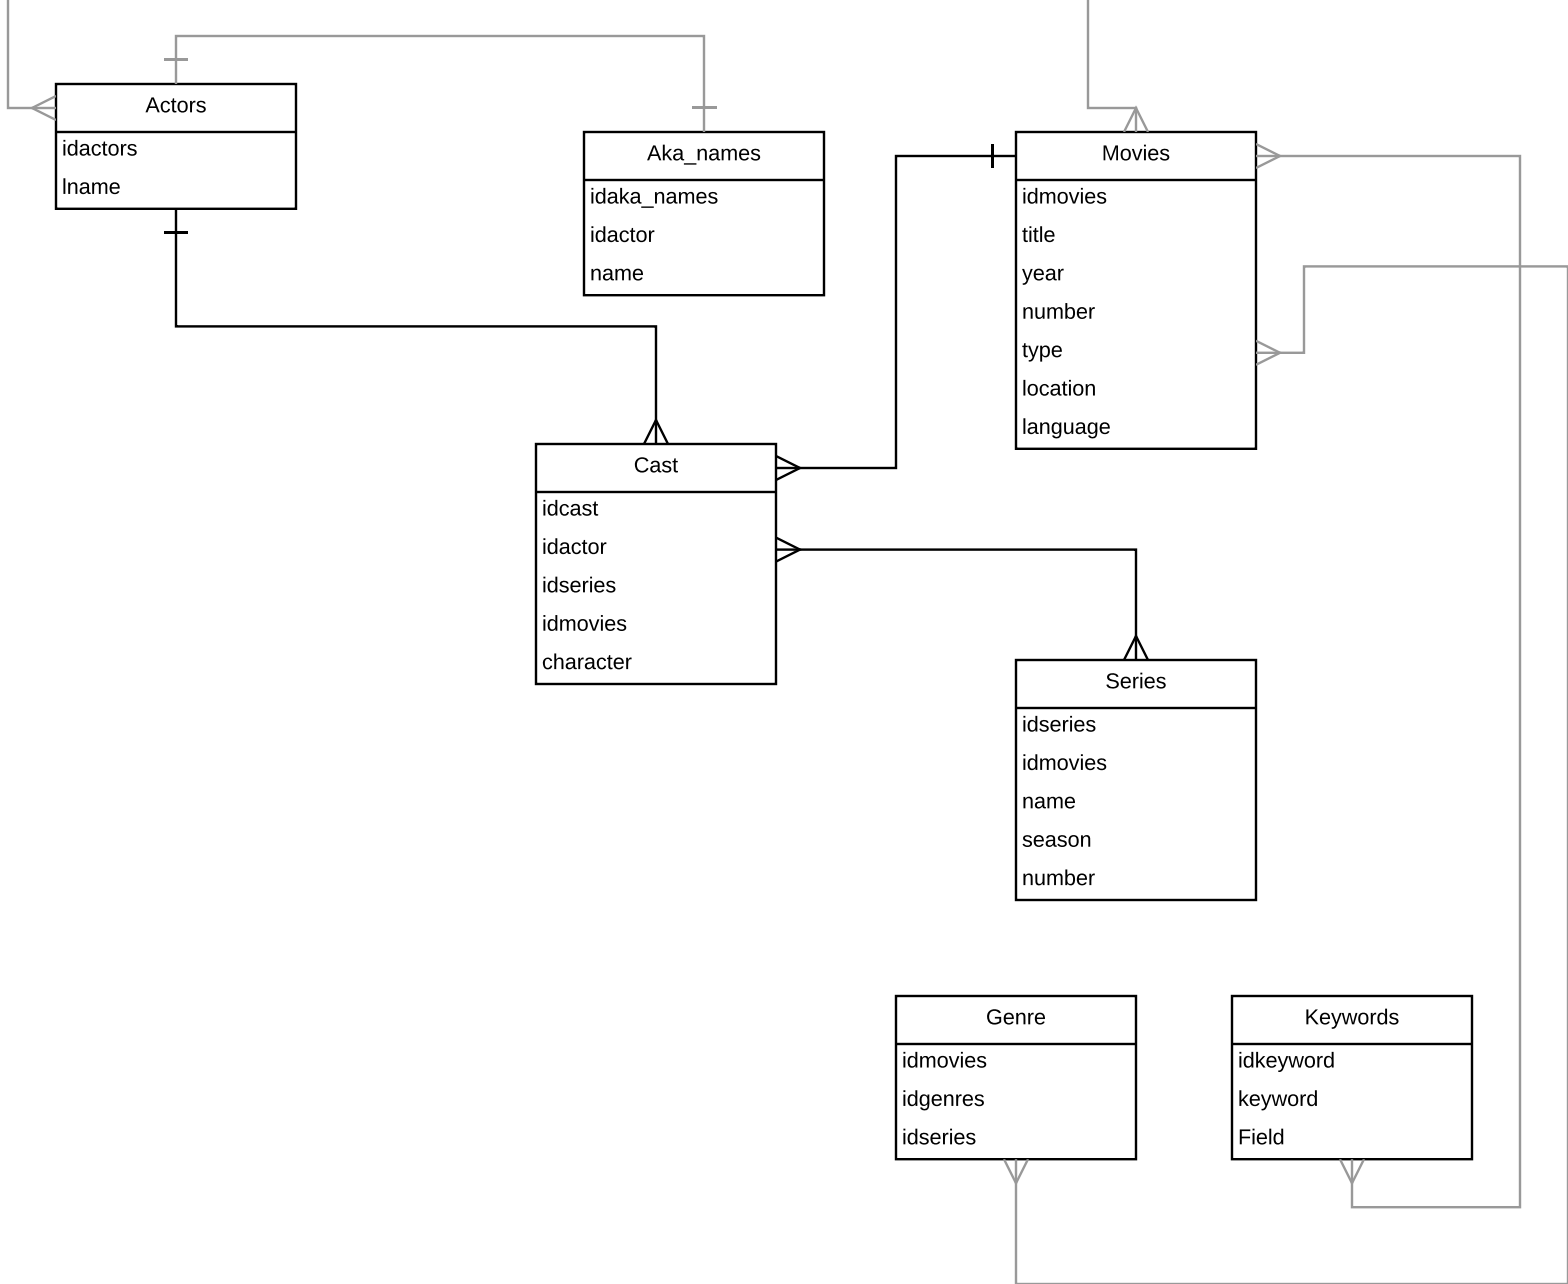 Actors
idactors
lname
Aka_names
idaka_names
idactor
name
Movies
idmovies
title
year
number
type
location
language
Cast
idcast
idactor
idseries
idmovies
character
Series
idseries
idmovies
name
season
number
Genre
idmovies
idgenres
idseries
Keywords
idkeyword
keyword
Field